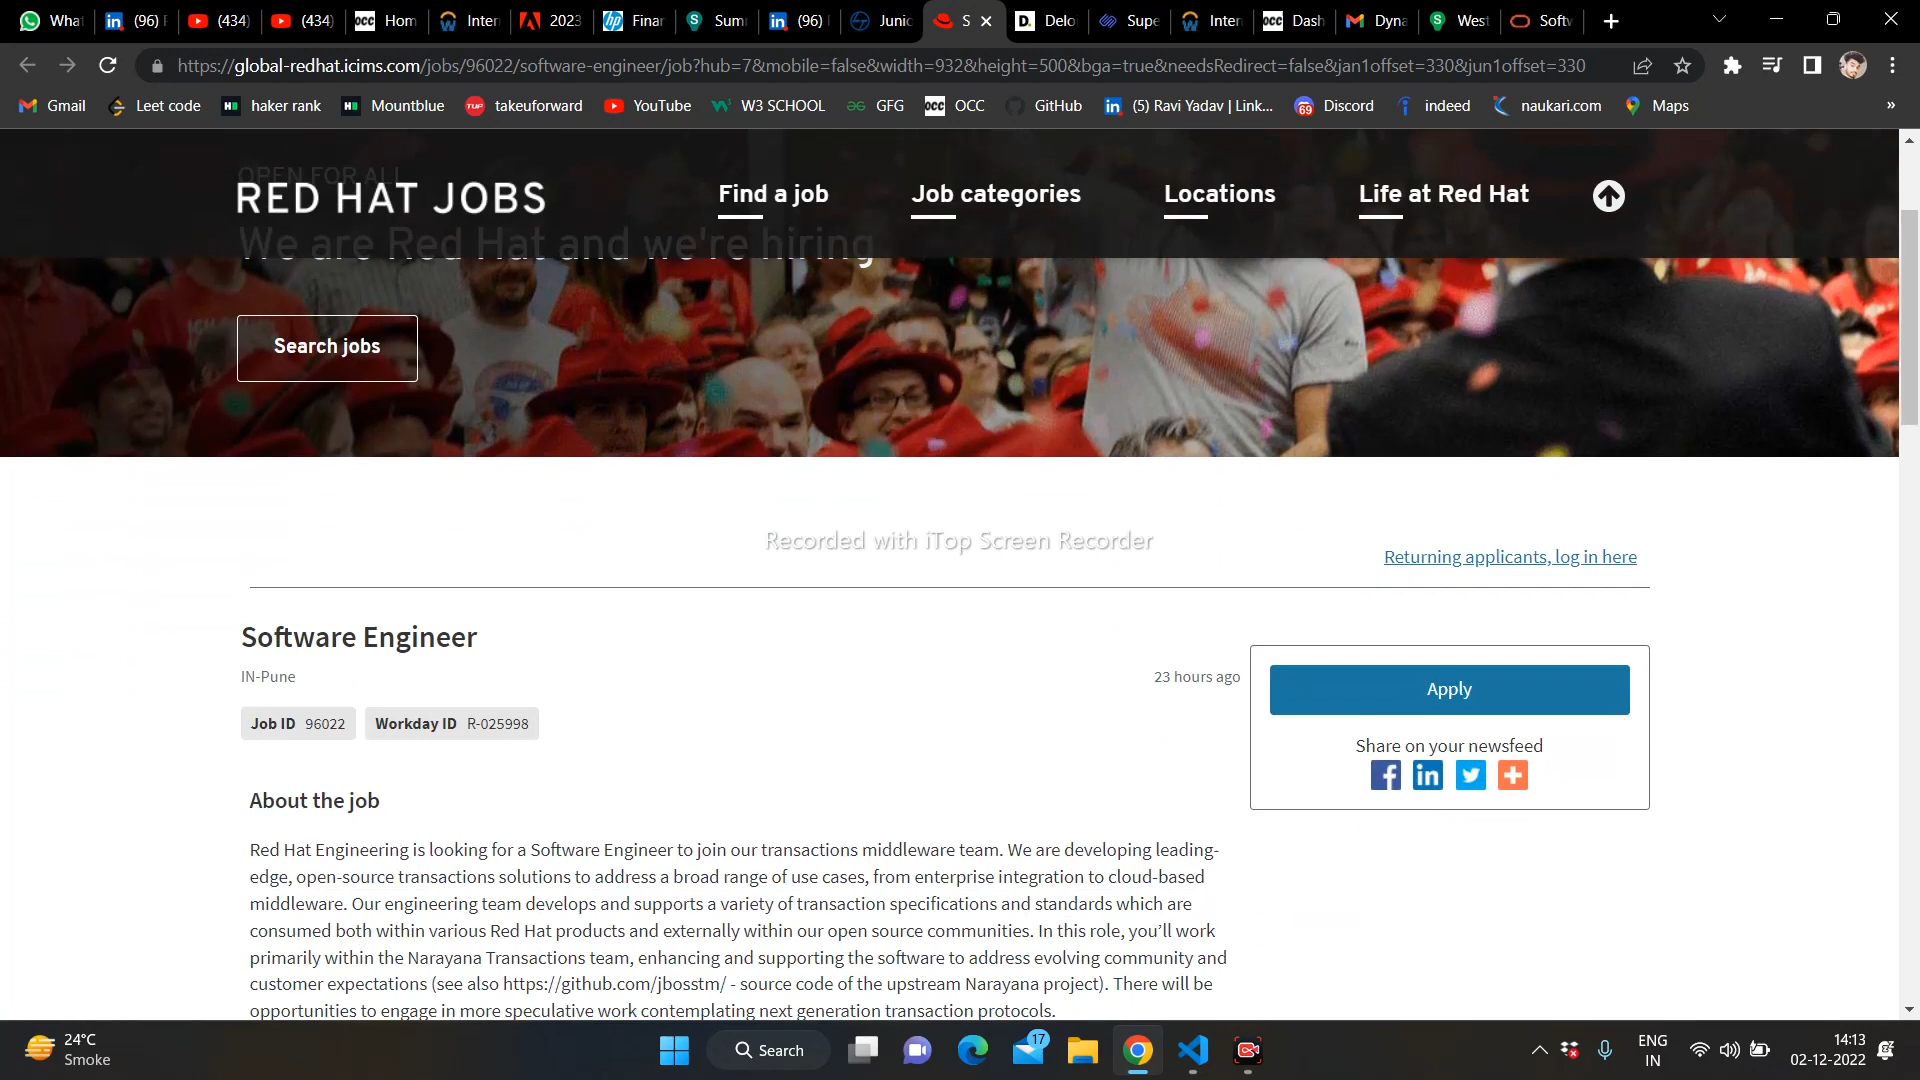 What
(96)
(434)
(434)
Hom
Intern
2023
Finar
Sum
(96)
Junio
S
Delo
Supe
Intern
Dash
Dyna
West
Softw
https://global-redhat.icims.com/jobs/96022/software-engineer/job?hub=7&mobile=false&width=932&height=500&bga=true&needsRedirect=false&jan1offset=330&jun1offset=330
Gmail
Leet code
haker rank
Mountblue
takeuforward
YouTube
W3 SCHOOL
GFG
OCC
GitHub
(5) Ravi Yadav | Link...
Discord
indeed
naukari.com
Maps
»
OPEN FOR ALL
RED HAT JOBS
Find a job
Job categories
Locations
Life at Red Hat
We are Red Hat and we're hiring
Search jobs
Recorded with iTop Screen Recorder
Returning applicants, log in here
Software Engineer
IN-Pune
23 hours ago
Job ID 96022
Workday ID R-025998
Apply
Share on your newsfeed
About the job
Red Hat Engineering is looking for a Software Engineer to join our transactions middleware team. We are developing leading-
edge, open-source transactions solutions to address a broad range of use cases, from enterprise integration to cloud-based
middleware. Our engineering team develops and supports a variety of transaction specifications and standards which are
consumed both within various Red Hat products and externally within our open source communities. In this role, you’ll work
primarily within the Narayana Transactions team, enhancing and supporting the software to address evolving community and
customer expectations (see also https://github.com/jbosstm/ - source code of the upstream Narayana project). There will be
opportunities to engage in more speculative work contemplating next generation transaction protocols.
24°C
Smoke
Search
17
ENG
IN
14:13
02-12-2022